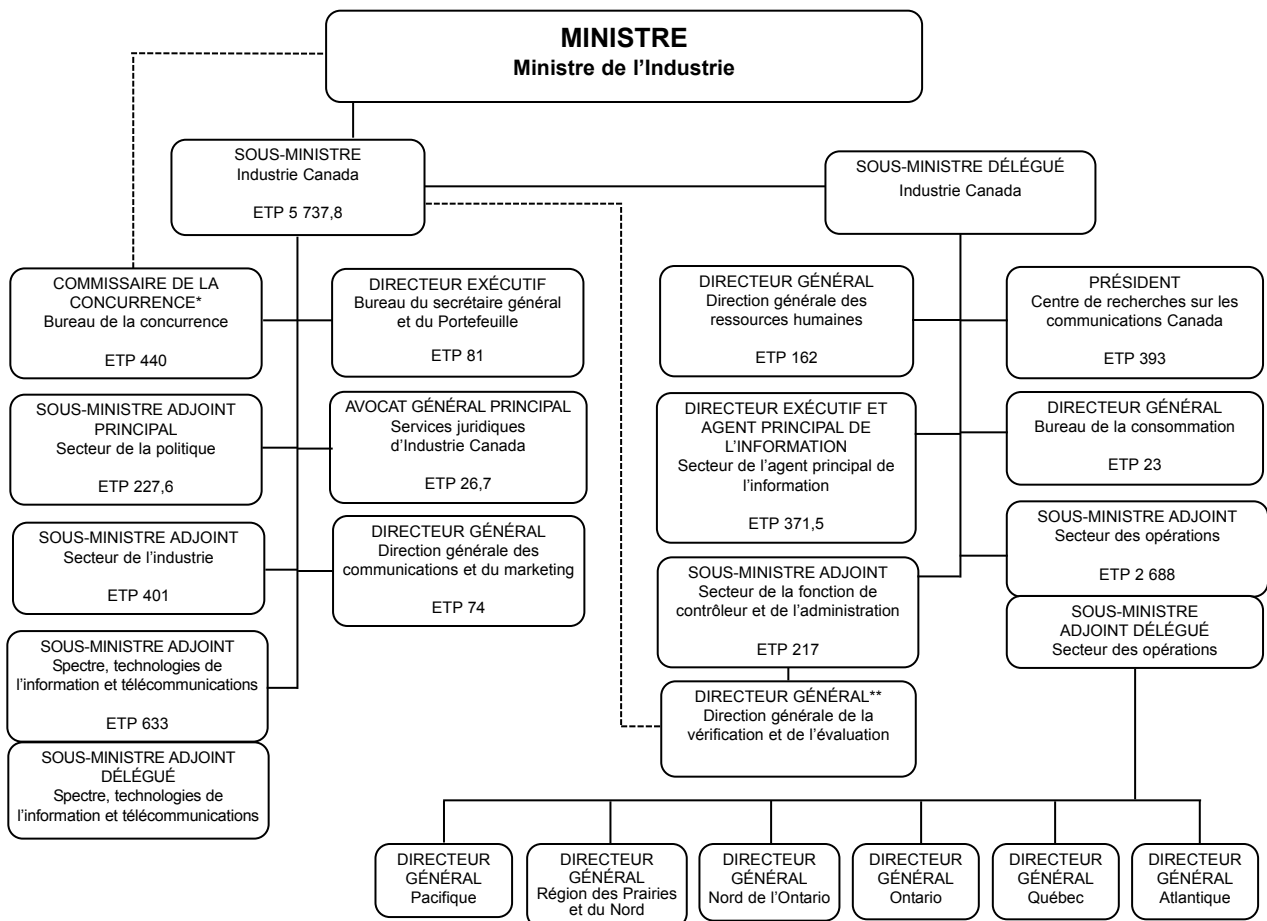 MINISTRE
Ministre de l’Industrie
SOUS-MINISTRE
Industrie Canada
ETP 5 737,8
SOUS-MINISTRE DÉLÉGUÉ
Industrie Canada
COMMISSAIRE DE LA
CONCURRENCE*
Bureau de la concurrence
ETP 440
DIRECTEUR EXÉCUTIF
Bureau du secrétaire général
et du Portefeuille
ETP 81
DIRECTEUR GÉNÉRAL
Direction générale des
ressources humaines
ETP 162
PRÉSIDENT
Centre de recherches sur les
communications Canada
ETP 393
SOUS-MINISTRE ADJOINT
PRINCIPAL
Secteur de la politique
ETP 227,6
AVOCAT GÉNÉRAL PRINCIPAL
Services juridiques
d’Industrie Canada
ETP 26,7
DIRECTEUR EXÉCUTIF ET
AGENT PRINCIPAL DE
L’INFORMATION
Secteur de l’agent principal de
l’information
ETP 371,5
DIRECTEUR GÉNÉRAL
Bureau de la consommation
ETP 23
SOUS-MINISTRE ADJOINT
Secteur de l’industrie
ETP 401
DIRECTEUR GÉNÉRAL
Direction générale des
communications et du marketing
ETP 74
SOUS-MINISTRE ADJOINT
Secteur de la fonction de
contrôleur et de l’administration
ETP 217
SOUS-MINISTRE ADJOINT
Secteur des opérations
ETP 2 688
SOUS-MINISTRE
ADJOINT DÉLÉGUÉ
Secteur des opérations
SOUS-MINISTRE ADJOINT
Spectre, technologies de
l’information et télécommunications
ETP 633
SOUS-MINISTRE ADJOINT
DÉLÉGUÉ
Spectre, technologies de
l’information et télécommunications
DIRECTEUR GÉNÉRAL**
Direction générale de la
vérification et de l’évaluation
DIRECTEUR
GÉNÉRAL
Pacifique
DIRECTEUR
GÉNÉRAL
Région des Prairies
et du Nord
DIRECTEUR
GÉNÉRAL
Nord de l’Ontario
DIRECTEUR
GÉNÉRAL
Ontario
DIRECTEUR
GÉNÉRAL
Québec
DIRECTEUR
GÉNÉRAL
Atlantique